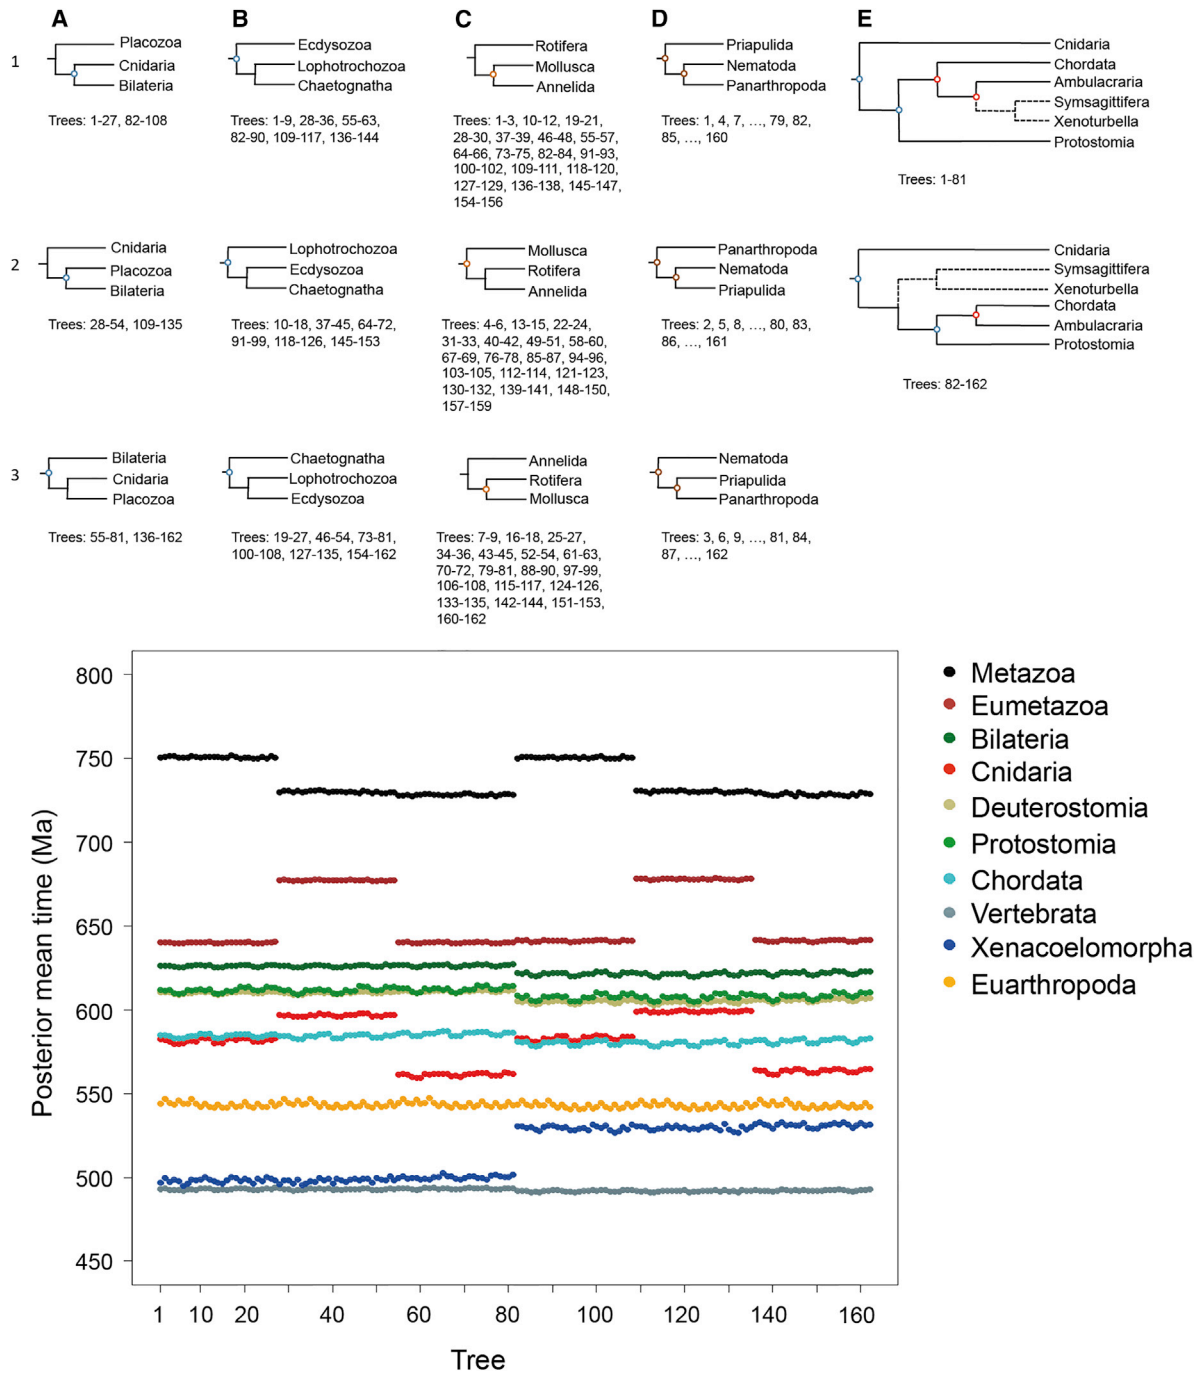 A
B
C
D
E
1
Placozoa
Cnidaria
Bilateria
Trees: 1-27, 82-108
Ecdysozoa
Lophotrochozoa
Chaetognatha
Trees: 1-9, 28-36, 55-63,
82-90, 109-117, 136-144
Rotifera
Mollusca
Annelida
Trees: 1-3, 10-12, 19-21,
28-30, 37-39, 46-48, 55-57,
64-66, 73-75, 82-84, 91-93,
100-102, 109-111, 118-120,
127-129, 136-138, 145-147,
154-156
Priapulida
Nematoda
Panarthropoda
Trees: 1, 4, 7, ..., 79, 82,
85, ..., 160
Cnidaria
Chordata
Ambulacraria
Symsagittifera
Xenoturbella
Protostomia
Trees: 1-81
2
Cnidaria
Placozoa
Bilateria
Trees: 28-54, 109-135
Lophotrochozoa
Ecdysozoa
Chaetognatha
Trees: 10-18, 37-45, 64-72,
91-99, 118-126, 145-153
Mollusca
Rotifera
Annelida
Trees: 4-6, 13-15, 22-24,
31-33, 40-42, 49-51, 58-60,
67-69, 76-78, 85-87, 94-96,
103-105, 112-114, 121-123,
130-132, 139-141, 148-150,
157-159
Panarthropoda
Nematoda
Priapulida
Trees: 2, 5, 8, ..., 80, 83,
86, ..., 161
Cnidaria
Symsagittifera
Xenoturbella
Chordata
Ambulacraria
Protostomia
Trees: 82-162
3
Bilateria
Cnidaria
Placozoa
Trees: 55-81, 136-162
Chaetognatha
Lophotrochozoa
Ecdysozoa
Trees: 19-27, 46-54, 73-81,
100-108, 127-135, 154-162
Annelida
Rotifera
Mollusca
Trees: 7-9, 16-18, 25-27,
34-36, 43-45, 52-54, 61-63,
70-72, 79-81, 88-90, 97-99,
106-108, 115-117, 124-126,
133-135, 142-144, 151-153,
160-162
Nematoda
Priapulida
Panarthropoda
Trees: 3, 6, 9, ..., 81, 84,
87, ..., 162
Posterior mean time (Ma)
800
750
700
650
600
550
500
450
1 10 20 40 60 80 100 120 140 160
Tree
Metazoa
Eumetazoa
Bilateria
Cnidaria
Deuterostomia
Protostomia
Chordata
Vertebrata
Xenacoelomorpha
Euarthropoda